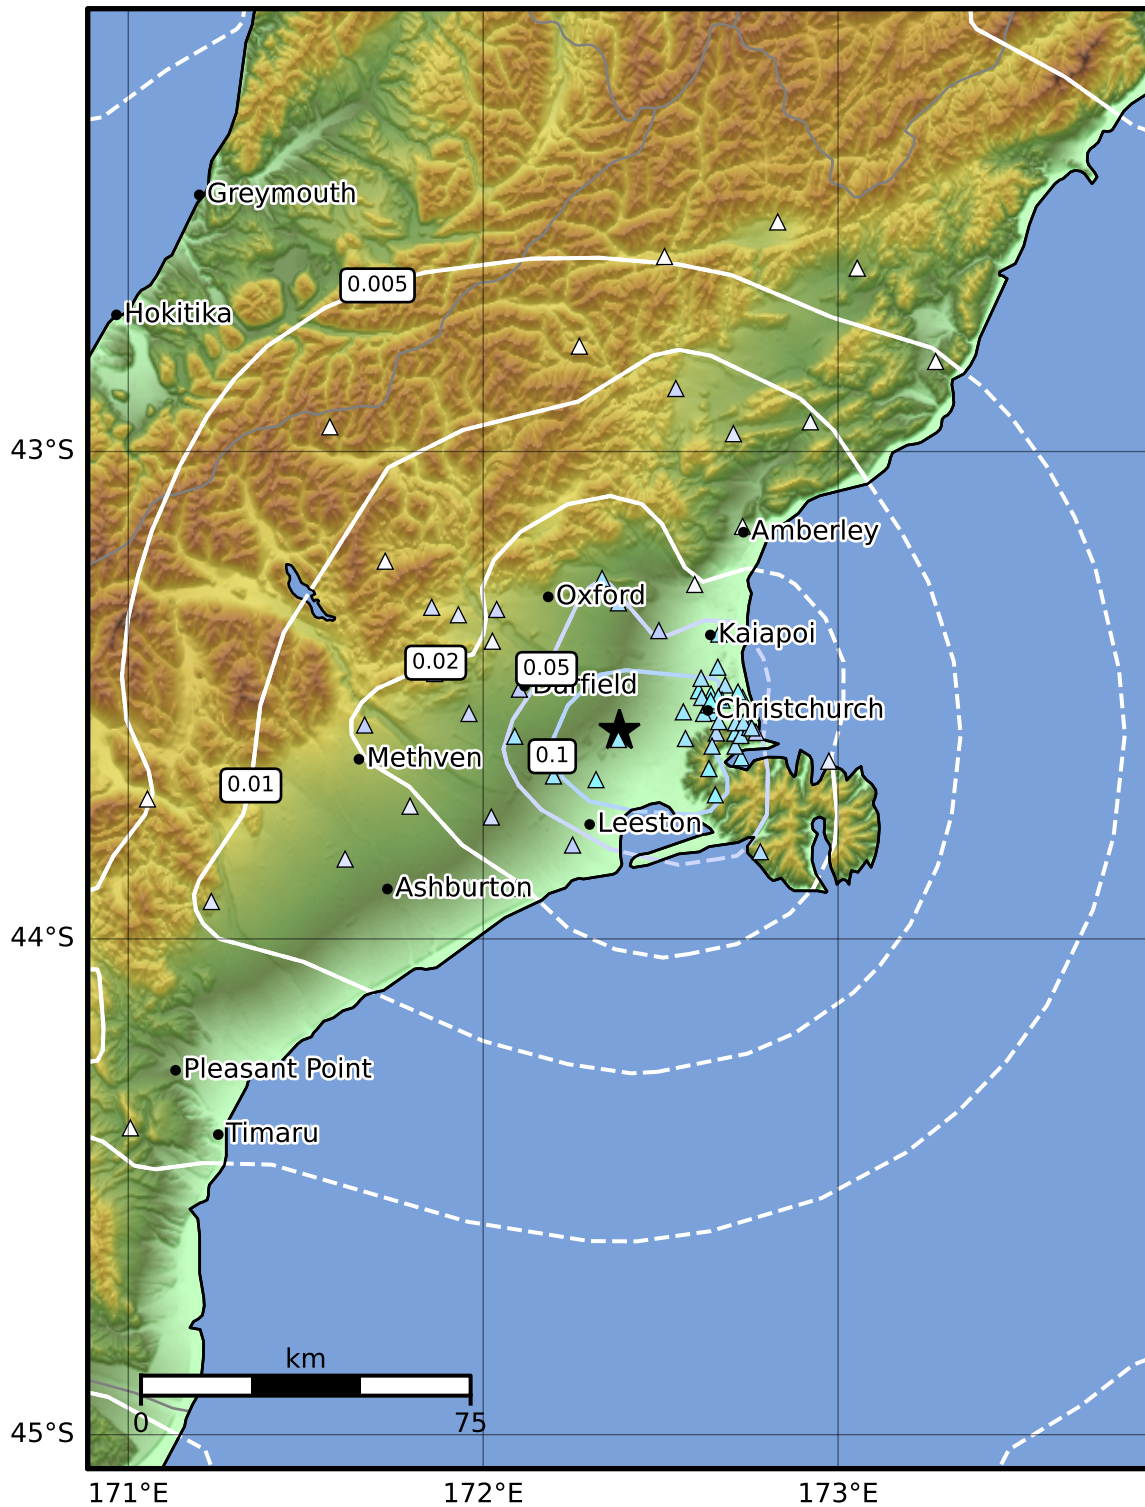 Greymouth
0.005
Hokitika
43°S
Amberley
Oxford
Kaiapoi
0.02
0.05
Darfield
Christchurch
0.1
Methven
0.01
Leeston
Ashburton
44°S
Pleasant Point
Timaru
km
0
75
45°S
171°E
172°E
173°E